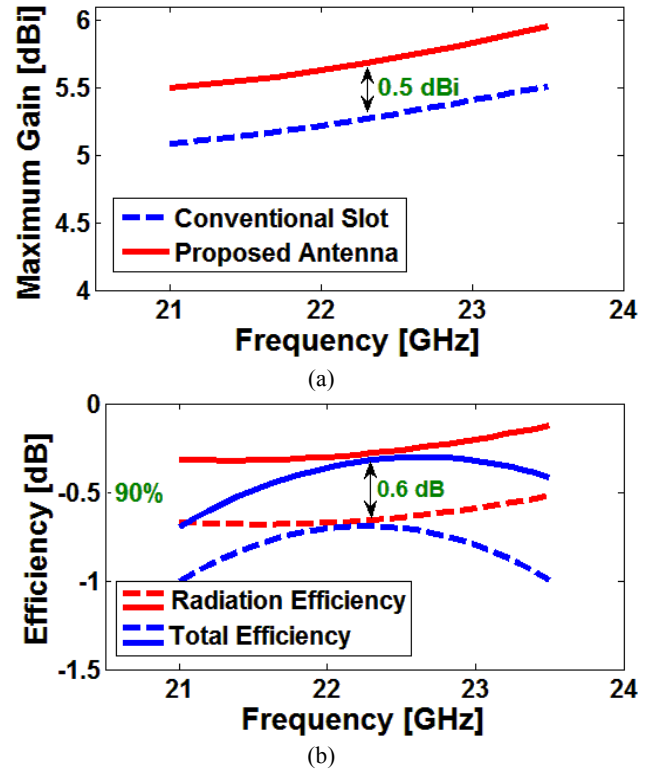 Maximum Gain [dBi]
6
5.5
5
4.5
4
0.5 dBi
Conventional Slot
Proposed Antenna
21
22
23
24
Frequency [GHz]
(a)
Efficiency [dB]
0
-0.5
-1
-1.5
90%
0.6 dB
Radiation Efficiency
Total Efficiency
21
22
23
24
Frequency [GHz]
(b)